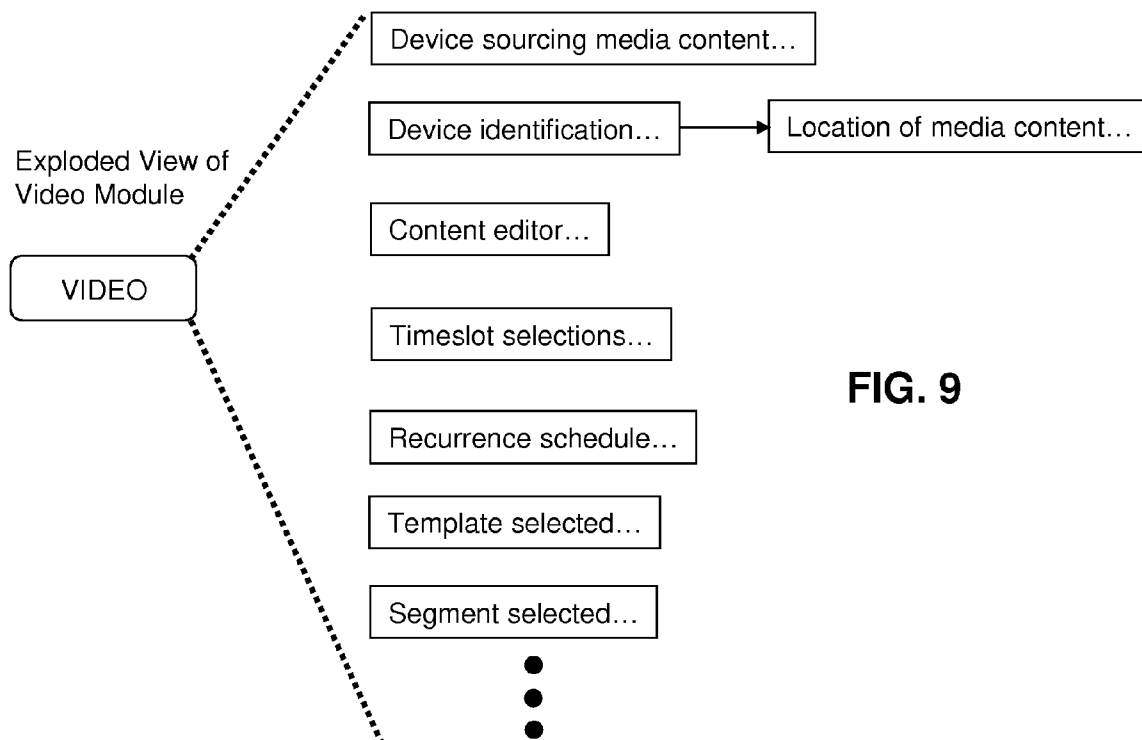 Device sourcing media content…
Device identification…
Location of media content…
Exploded View of
Video Module
Content editor…
VIDEO
Timeslot selections…
FIG. 9
Recurrence schedule…
Template selected…
Segment selected…